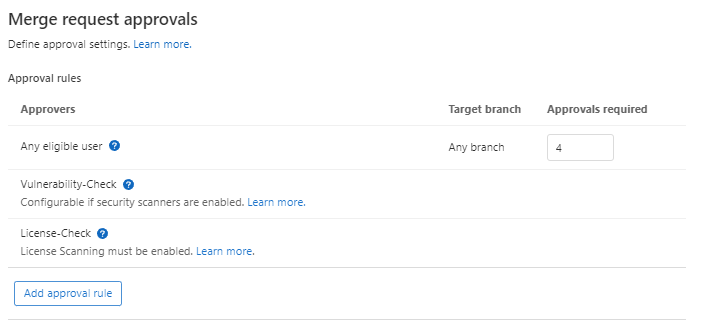 Merge request approvals
Define approval settings. Learn more.
Approval rules
Approvers Target branch Approvals required
Any eligible user ? Any branch 4
Vulnerability-Check ?
Configurable if security scanners are enabled. Learn more.
License-Check ?
License Scanning must be enabled. Learn more.
Add approval rule